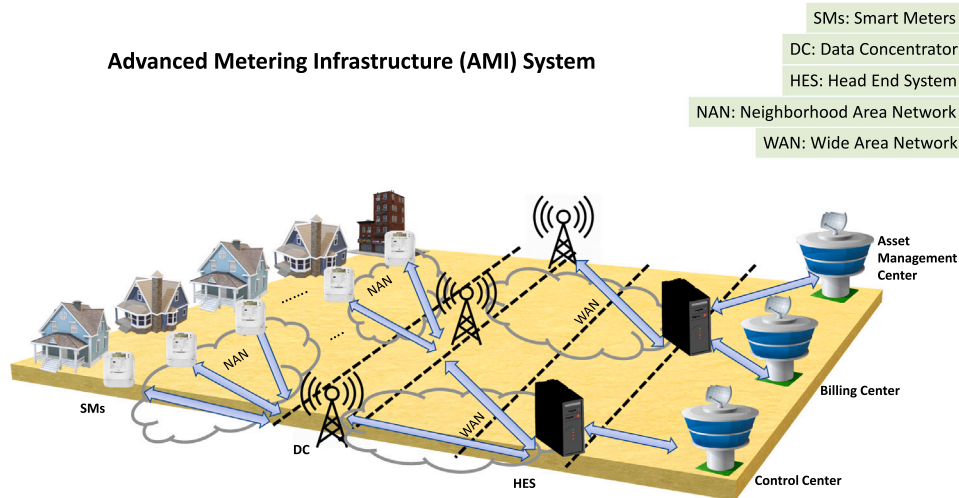 SMs: Smart Meters
Advanced Metering Infrastructure (AMI) System
DC: Data Concentrator
HES: Head End System
NAN: Neighborhood Area Network
WAN: Wide Area Network
Asset
Management
Center
NAN
.......
WAN
....
NAN
Billing Center
SMs
WAN
DC
Control Center
HES